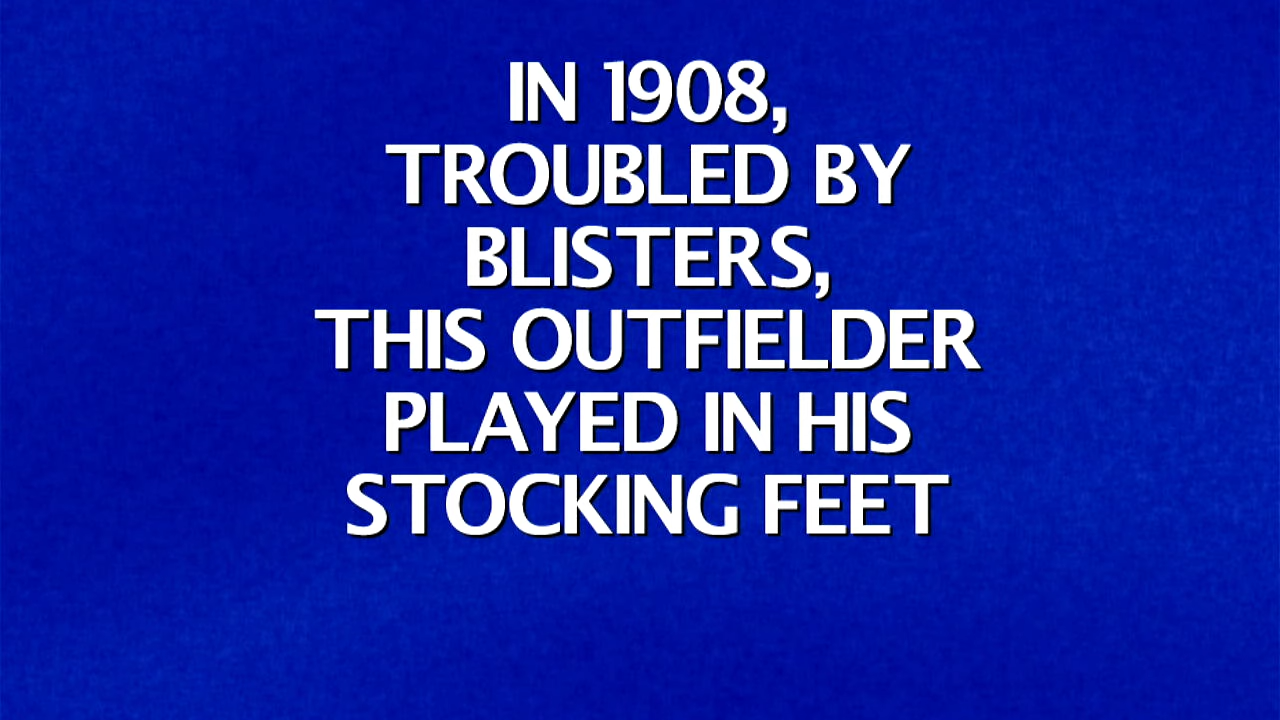 IN 1908,
TROUBLED BY
BLISTERS,
THIS OUTFIELDER
PLAYED IN HIS
STOCKING FEET